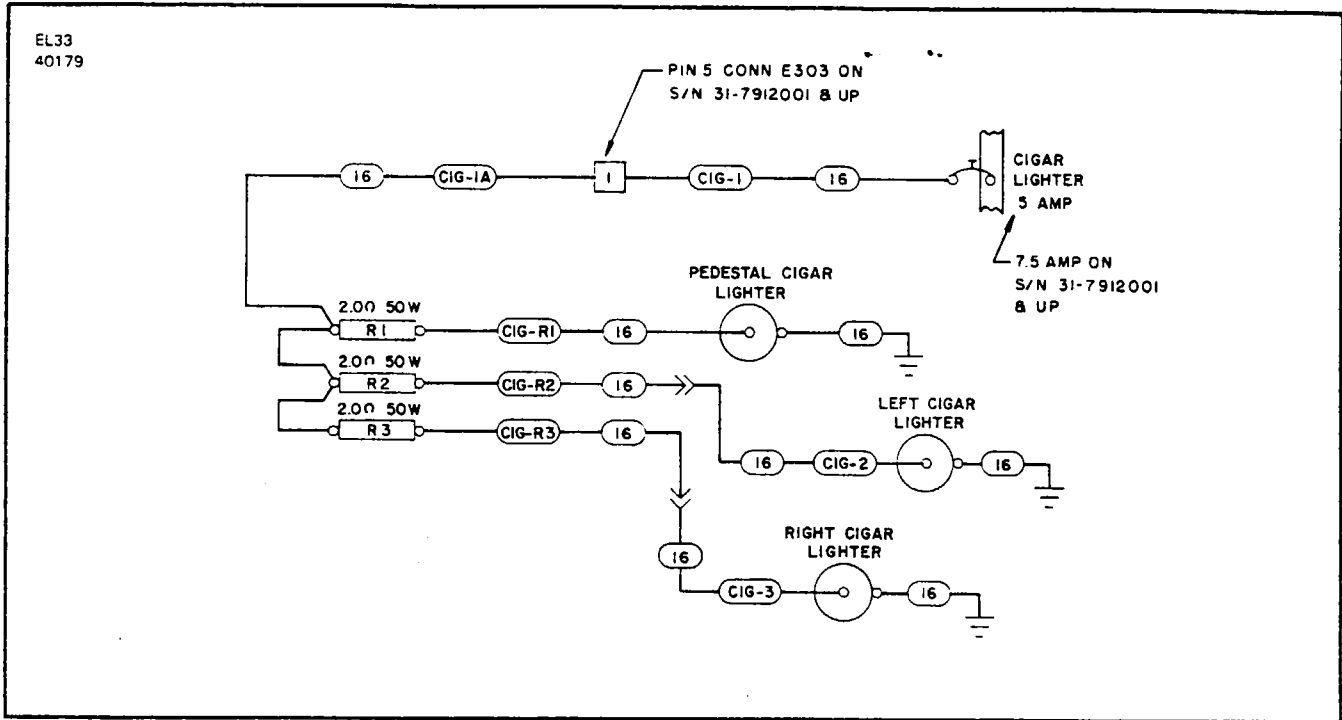 EL33
40179
PIN 5 CONN E303 ON
S/N 31-7912001 & UP
16
CIG-1A
1
CIG-1
16
CIGAR
LIGHTER
5 AMP
7.5 AMP ON
S/N 31-7912001
& UP
PEDESTAL CIGAR
LIGHTER
2.0Ω 50W
R1
CIG-R1
16
16
2.0Ω 50W
R2
CIG-R2
16
LEFT CIGAR
LIGHTER
2.0Ω 50W
R3
CIG-R3
16
16
CIG-2
16
RIGHT CIGAR
LIGHTER
16
CIG-3
16